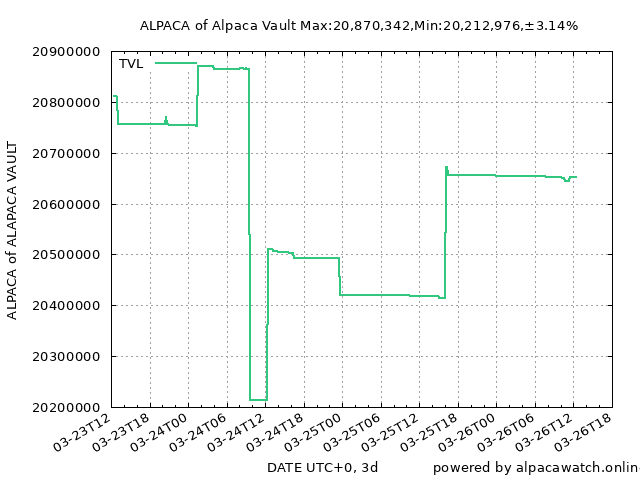 ALPACA of Alpaca Vault Max:20,870,342,Min:20,212,976,±3.14%
TVL
20900000
20800000
20700000
20600000
20500000
20400000
20300000
20200000
ALPACA of ALAPACA VAULT
03-23T12
03-23T18
03-24T00
03-24T06
03-24T12
03-24T18
03-25T00
03-25T06
03-25T12
03-25T18
03-26T00
03-26T06
03-26T12
03-26T18
DATE UTC+0, 3d
powered by alpacawatch.onlin